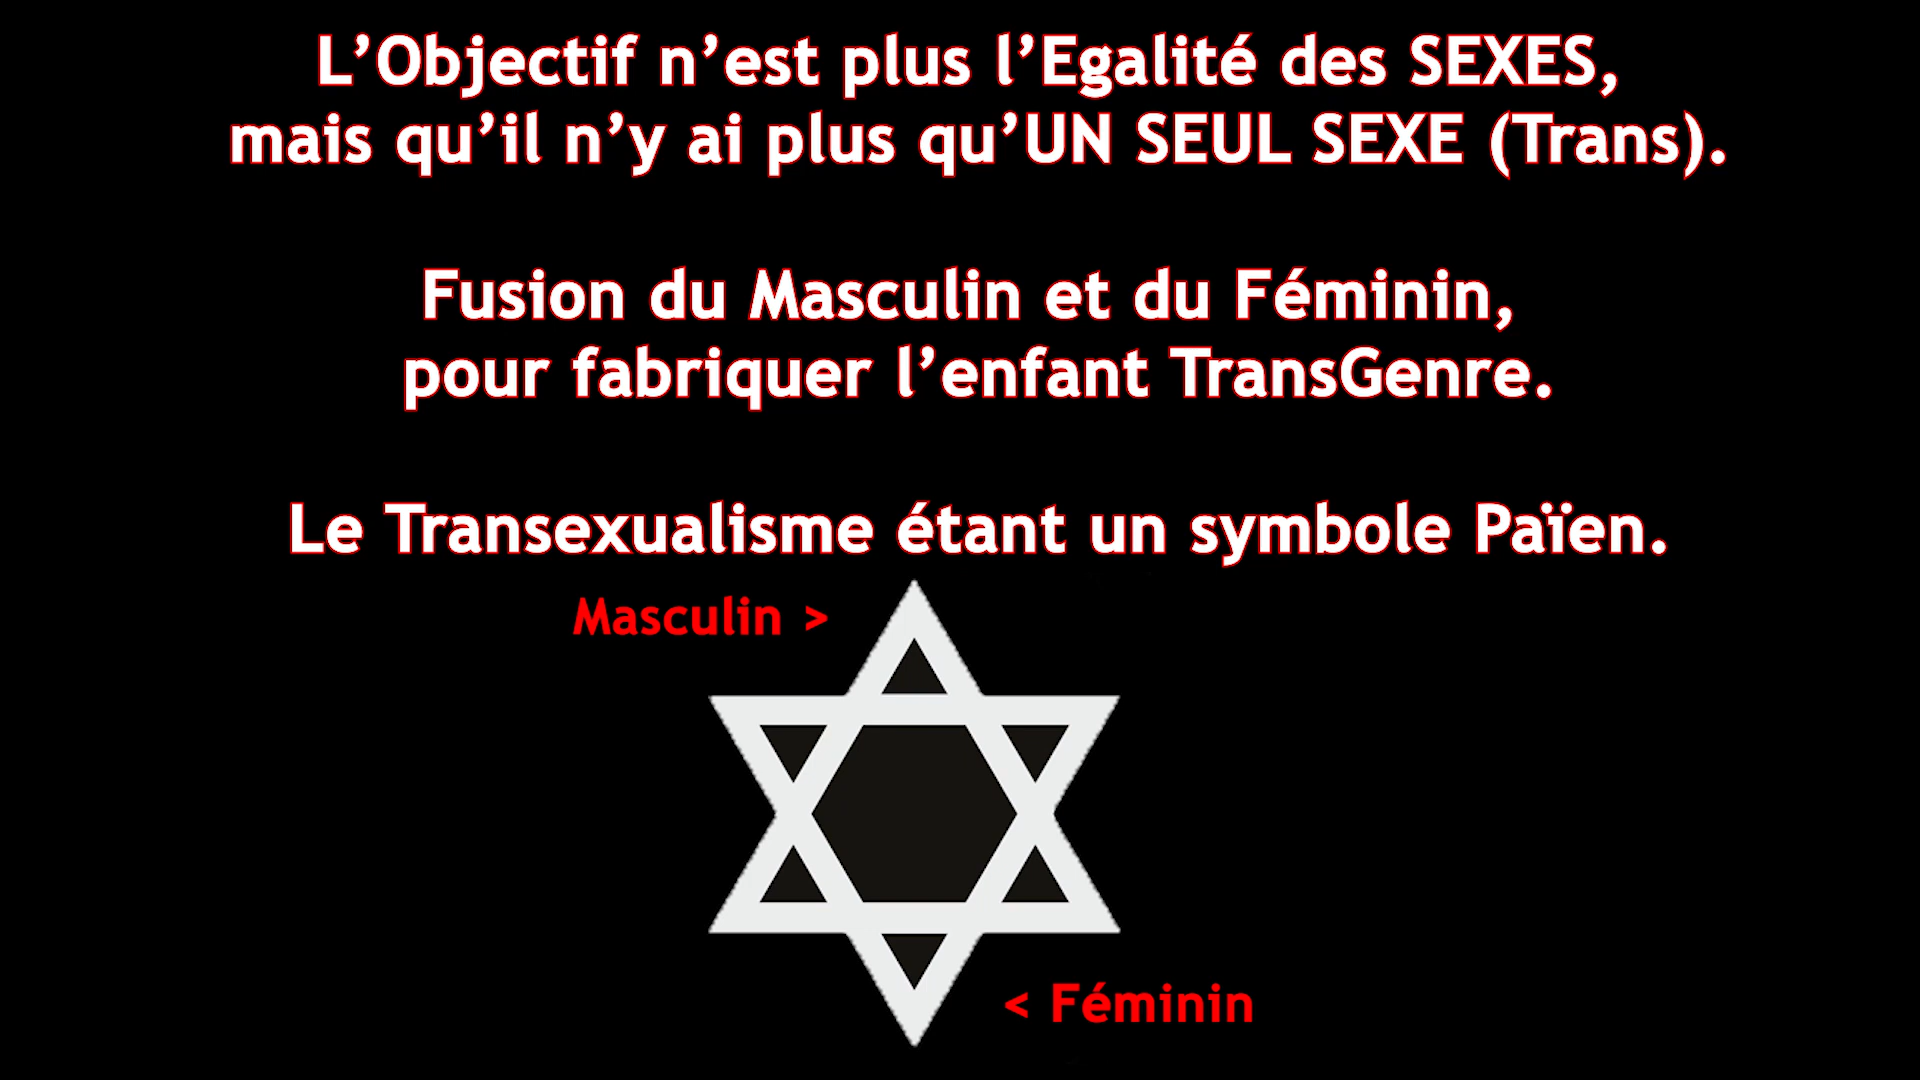 L’Objectif n’est plus l’Egalité des SEXES,
mais qu’il n’y ai plus qu’UN SEUL SEXE (Trans).
Fusion du Masculin et du Féminin,
pour fabriquer l’enfant TransGenre.
Le Transexualisme étant un symbole Païen.
Masculin >
< Féminin